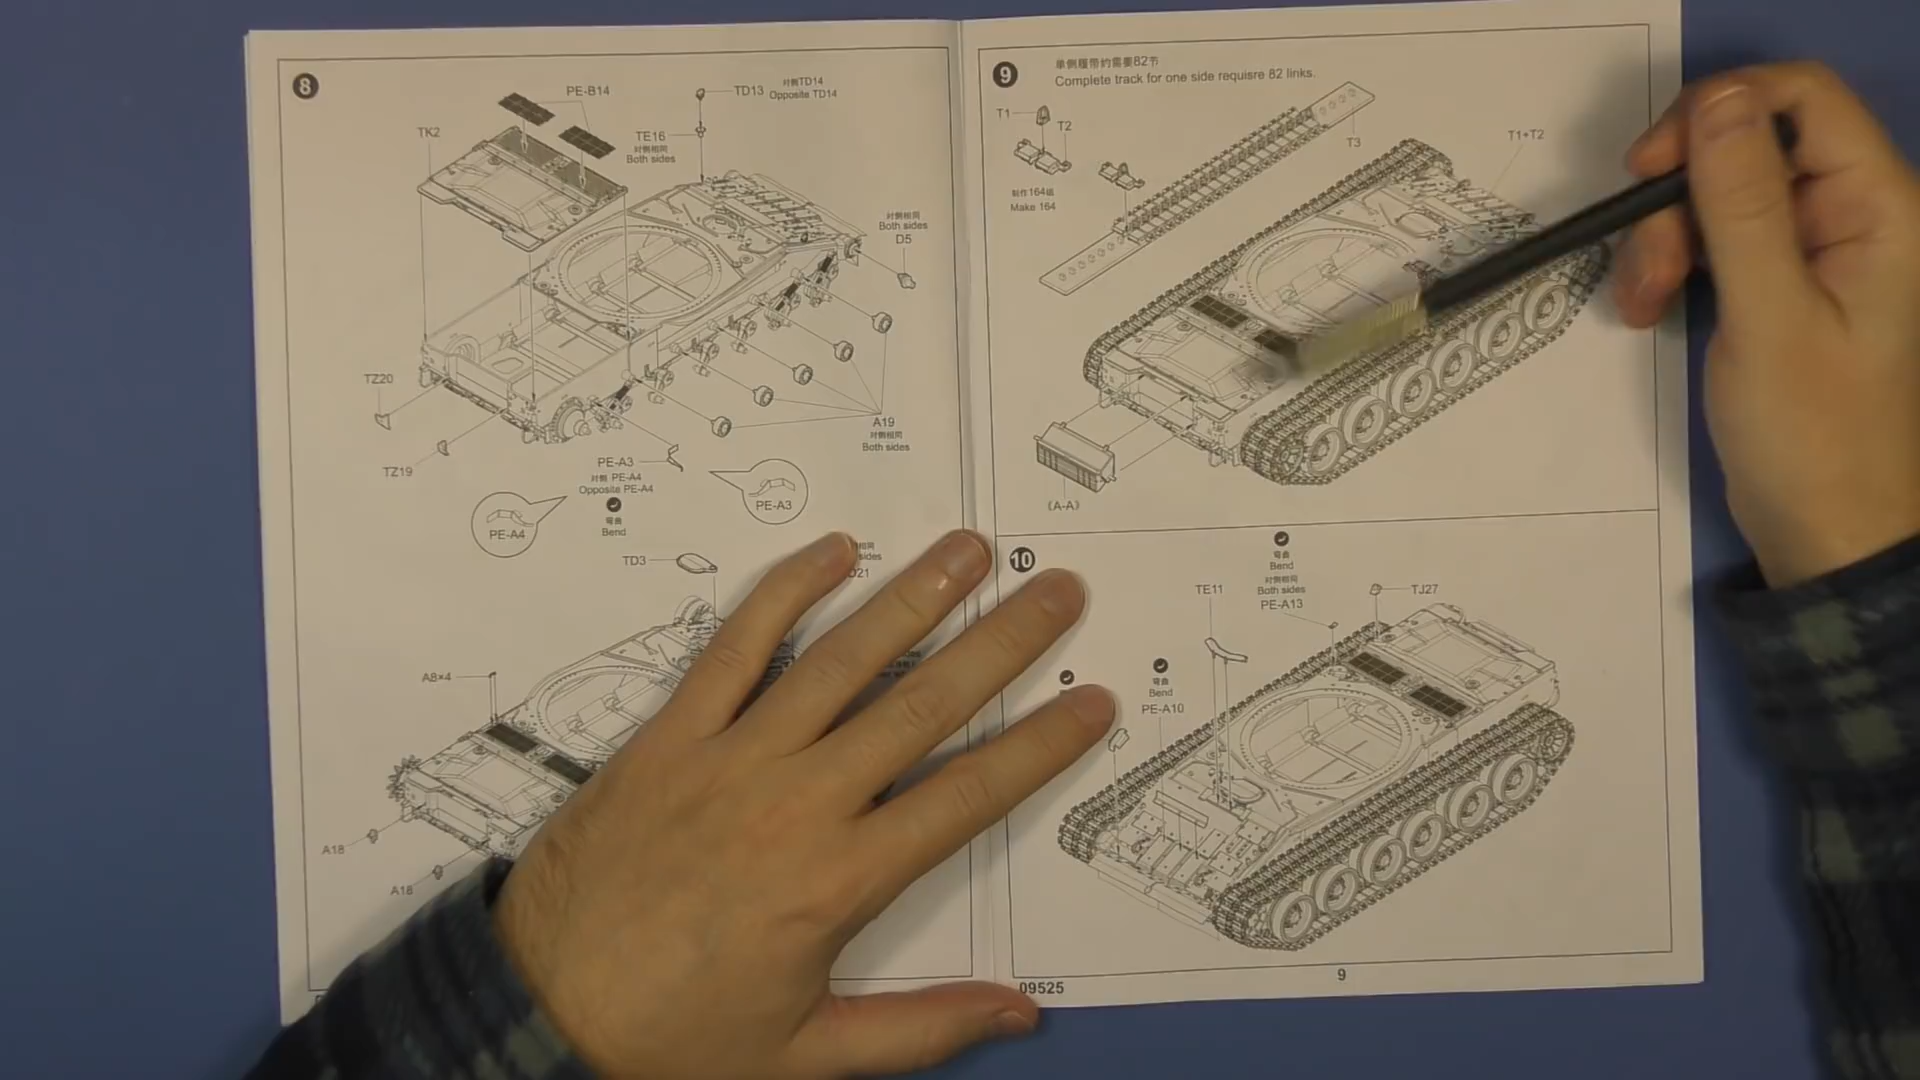 8
PE-B14
TK2
TD13
对侧TD14
Opposite TD14
TE16
对侧相同
Both sides
对侧相同
Both sides
D5
TZ20
TZ19
A19
对侧相同
Both sides
PE-A3
对侧 PE-A4
Opposite PE-A4
弯曲
Bend
PE-A4
PE-A3
TD3
A8×4
A18
A18
9
单侧履带约需要82节
Complete track for one side requisre 82 links.
T1
T2
制作164组
Make 164
T3
T1+T2
(A-A)
10
弯曲
Bend
对侧相同
Both sides
PE-A13
TE11
TJ27
弯曲
Bend
PE-A10
09525
9